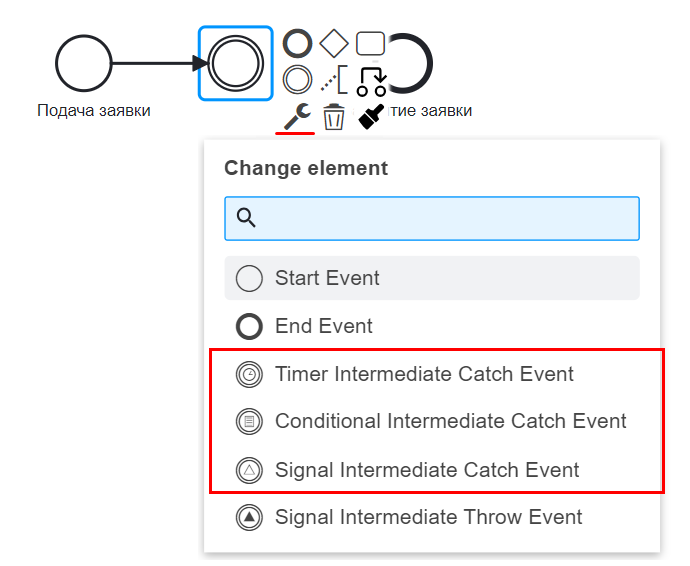 Подача заявки
тие заявки
Change element
Start Event
End Event
Timer Intermediate Catch Event
Conditional Intermediate Catch Event
Signal Intermediate Catch Event
Signal Intermediate Throw Event